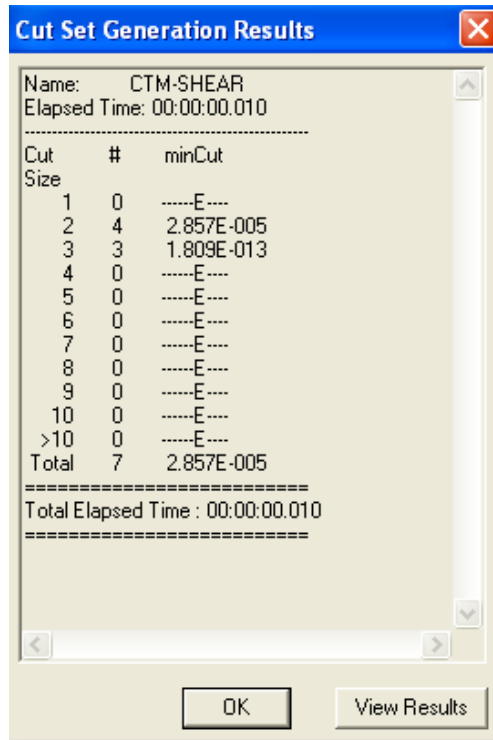 Cut Set Generation Results
Name: CTM-SHEAR
Elapsed Time: 00:00:00.010
-----------------------------------------------
Cut # minCut
Size
1 0 ------E----
2 4 2.857E-005
3 3 1.809E-013
4 0 ------E----
5 0 ------E----
6 0 ------E----
7 0 ------E----
8 0 ------E----
9 0 ------E----
10 0 ------E----
>10 0 ------E----
Total 7 2.857E-005
==========================
Total Elapsed Time : 00:00:00.010
==========================
OK View Results